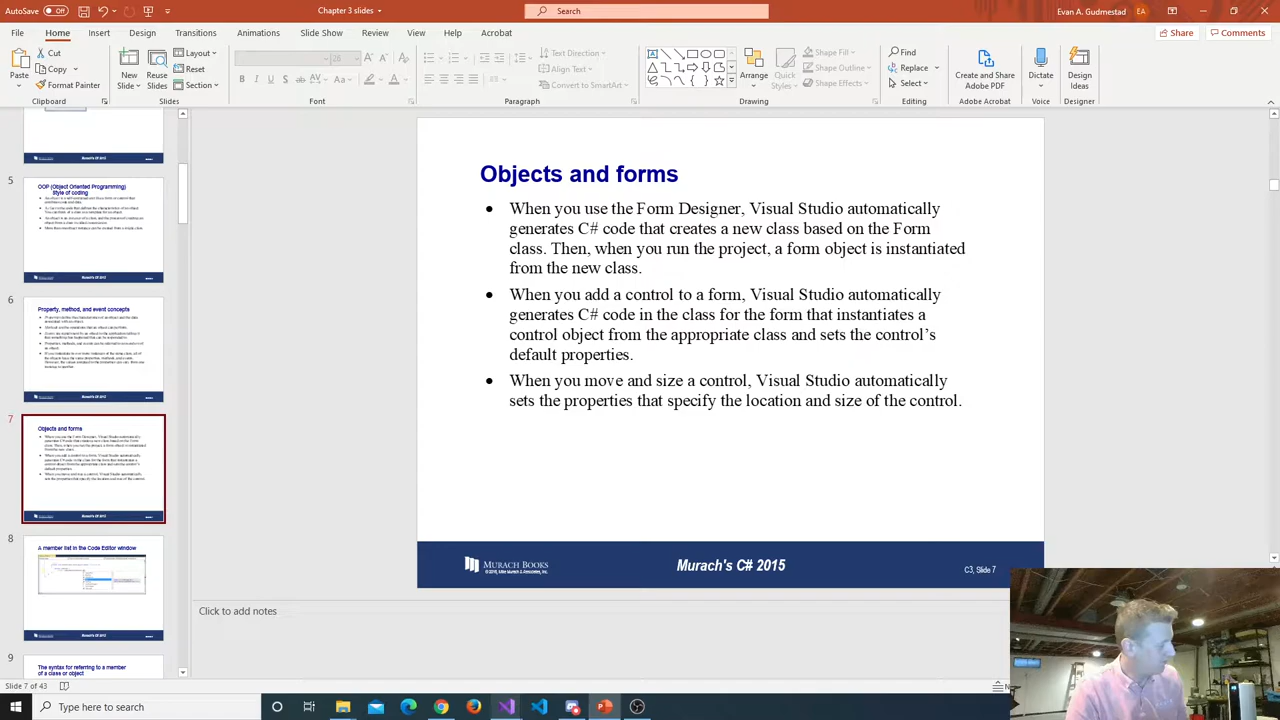 AutoSave Off
Chapter 3 slides
Search
Evan A. Gudmestad
File Home Insert Design Transitions Animations Slide Show Review View Help Acrobat
Share Comments
Paste
Cut
Copy
Format Painter
New Slide
Reuse Slides
Layout
Reset
Section
28
Text Direction
Align Text
Convert to SmartArt
Arrange
Quick Styles
Shape Fill
Shape Outline
Shape Effects
Find
Replace
Select
Create and Share Adobe PDF
Dictate
Design Ideas
Clipboard Slides Font Paragraph Drawing Editing Adobe Acrobat Voice Designer
5
OOP (Object Oriented Programming)
Style of coding
6
Property, method, and event concepts
7
Objects and forms
8
A member list in the Code Editor window
9
The syntax for referring to a member
of a class or object
Objects and forms
When you use the Form Designer, Visual Studio automatically
generates C# code that creates a new class based on the Form
class. Then, when you run the project, a form object is instantiated
from the new class.
• When you add a control to a form, Visual Studio automatically
generates C# code in the class for the form that instantiates a
control object from the appropriate class and sets the control's
default properties.
• When you move and size a control, Visual Studio automatically
sets the properties that specify the location and size of the control.
MURACH BOOKS
© 2016, Mike Murach & Associates, Inc.
Murach's C# 2015
C3, Slide 7
Click to add notes
Slide 7 of 43
Type here to search